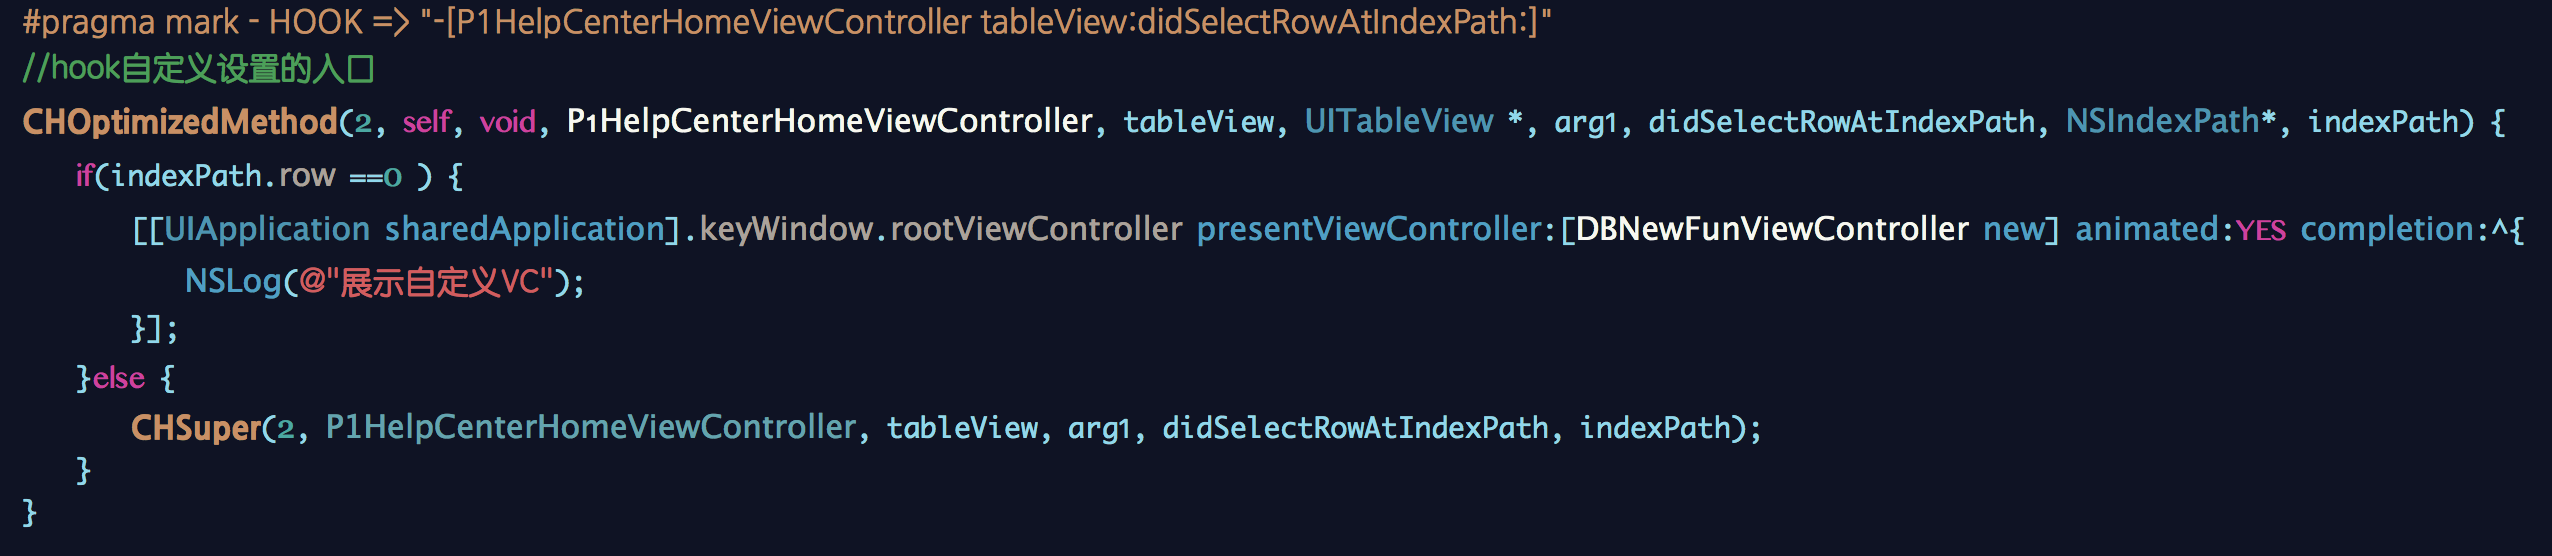 #pragma mark - HOOK => "-[P1HelpCenterHomeViewController tableView:didSelectRowAtIndexPath:]"
//hook自定义设置的入口
CHOptimizedMethod(2, self, void, P1HelpCenterHomeViewController, tableView, UITableView *, arg1, didSelectRowAtIndexPath, NSIndexPath*, indexPath) {
if(indexPath.row ==0 ) {
[[UIApplication sharedApplication].keyWindow.rootViewController presentViewController:[DBNewFunViewController new] animated:YES completion:^{
NSLog(@"展示自定义VC");
}];
}else {
CHSuper(2, P1HelpCenterHomeViewController, tableView, arg1, didSelectRowAtIndexPath, indexPath);
}
}